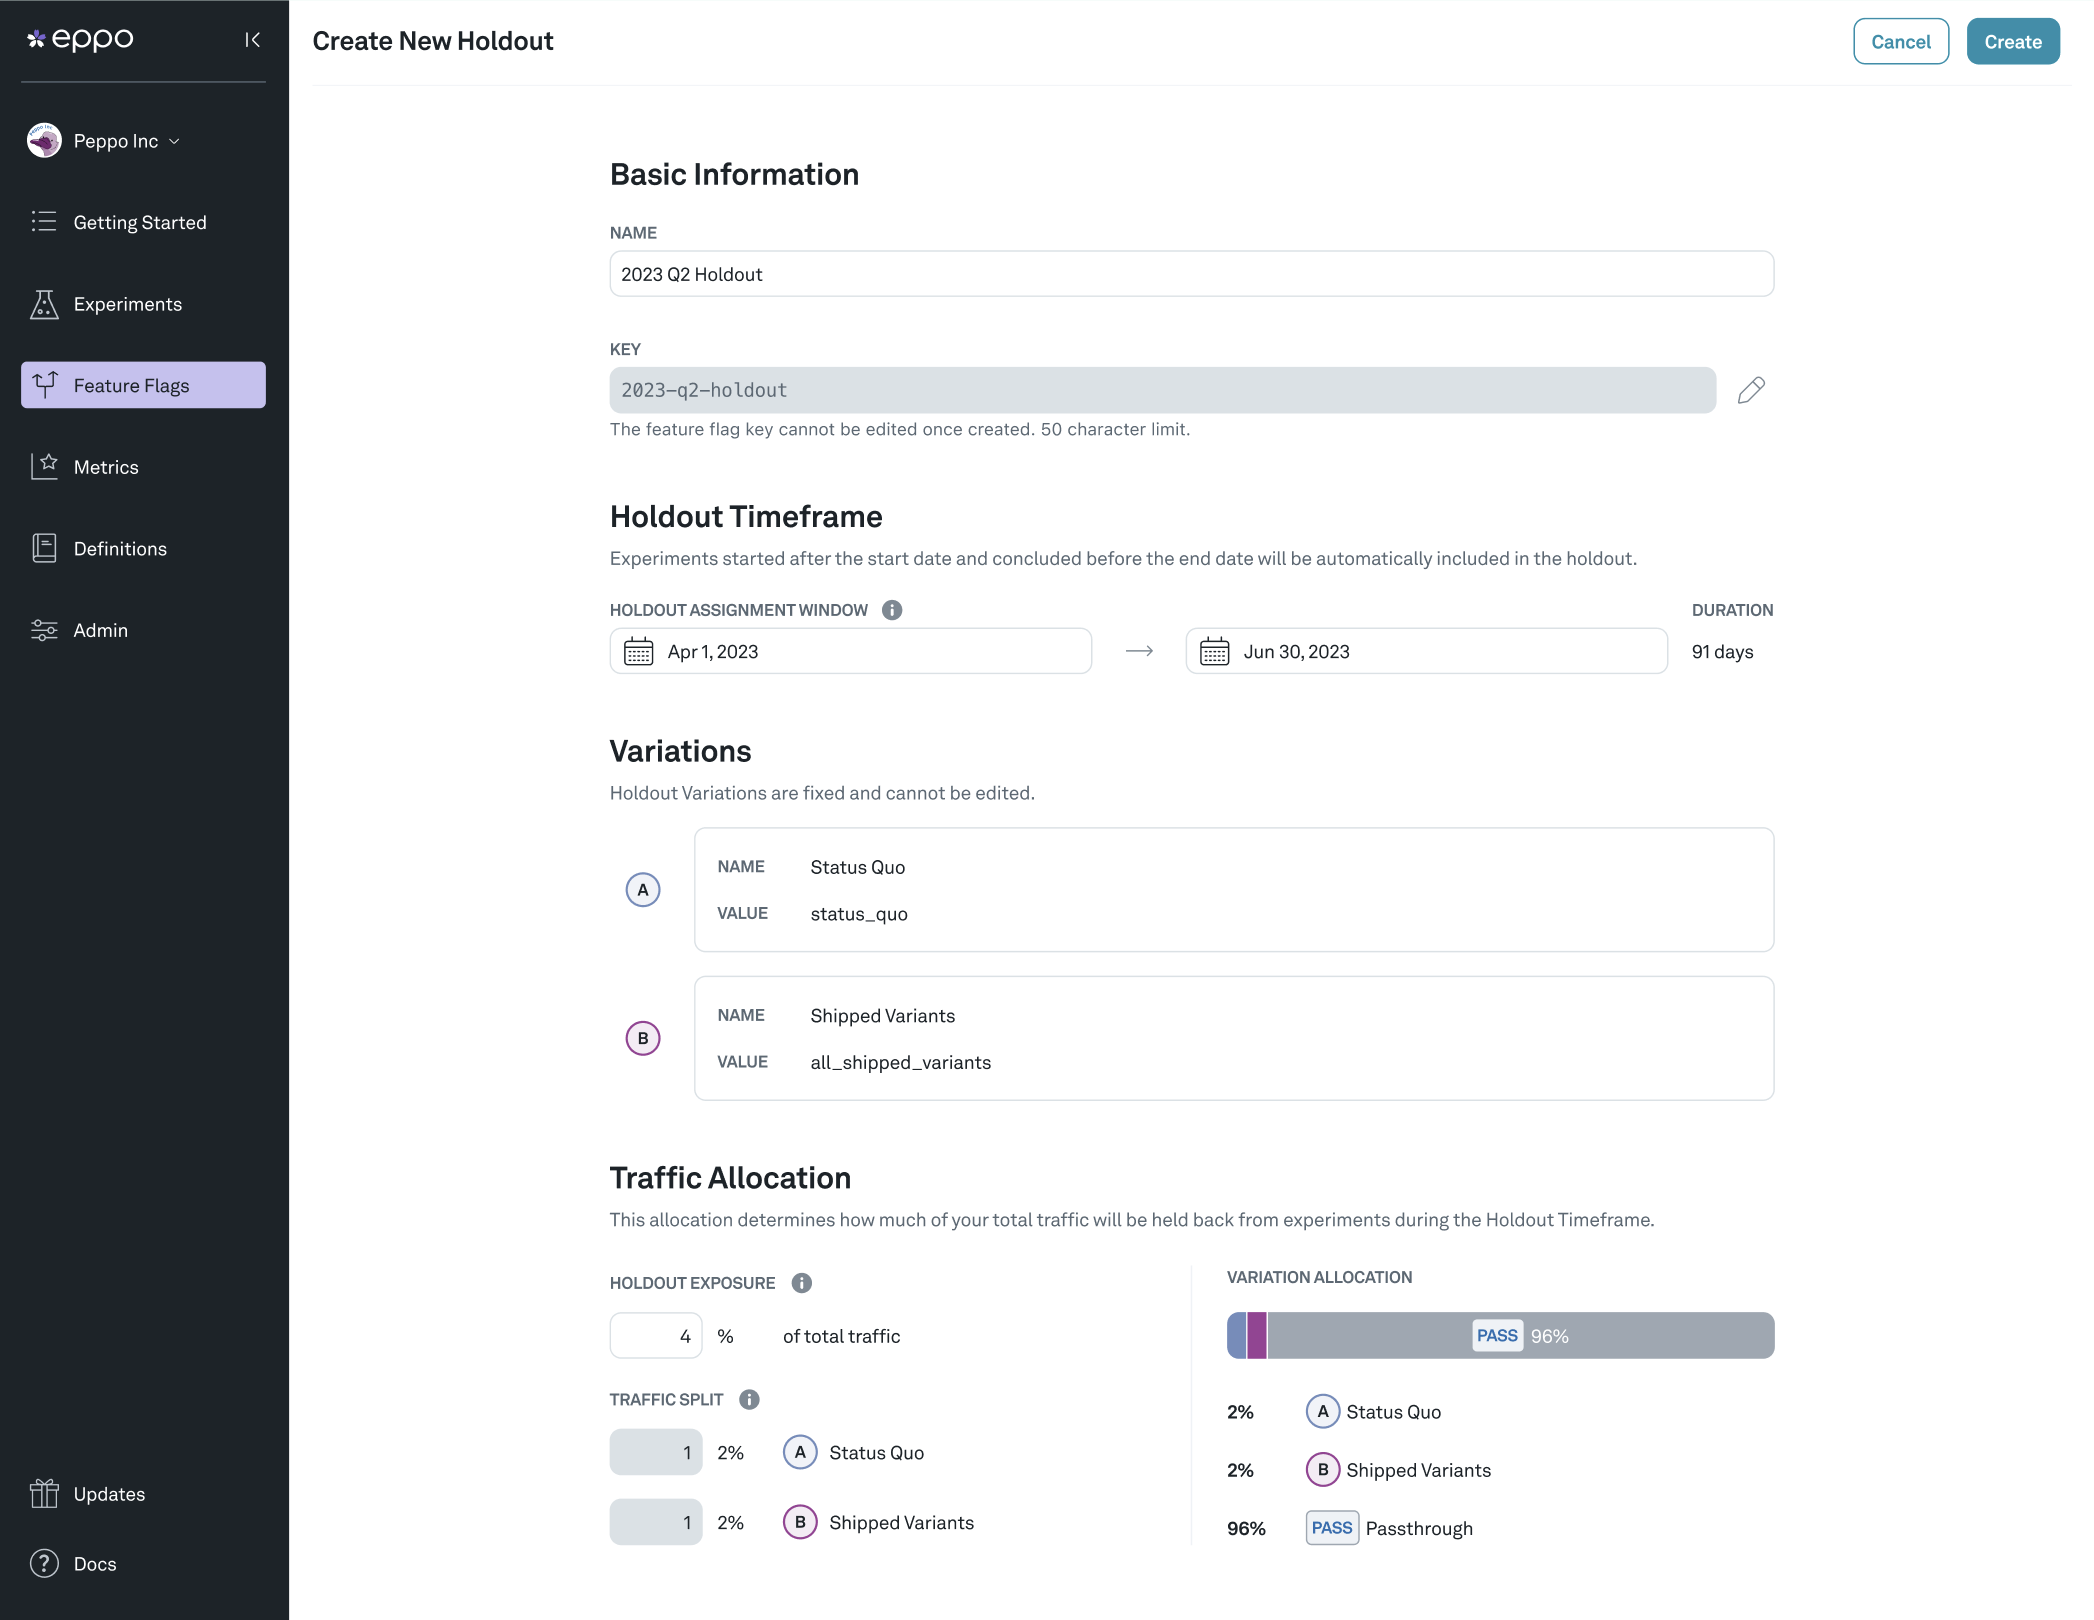 eppo
Create New Holdout
Cancel
Create
Peppo Inc
Getting Started
Experiments
Feature Flags
Metrics
Definitions
Admin
Updates
Docs
Basic Information
NAME
2023 Q2 Holdout
KEY
2023-q2-holdout
The feature flag key cannot be edited once created. 50 character limit.
Holdout Timeframe
Experiments started after the start date and concluded before the end date will be automatically included in the holdout.
HOLDOUT ASSIGNMENT WINDOW
DURATION
Apr 1, 2023
Jun 30, 2023
91 days
Variations
Holdout Variations are fixed and cannot be edited.
A
NAME Status Quo
VALUE status_quo
B
NAME Shipped Variants
VALUE all_shipped_variants
Traffic Allocation
This allocation determines how much of your total traffic will be held back from experiments during the Holdout Timeframe.
HOLDOUT EXPOSURE
4 % of total traffic
TRAFFIC SPLIT
1 2% A Status Quo
1 2% B Shipped Variants
VARIATION ALLOCATION
PASS 96%
2% A Status Quo
2% B Shipped Variants
96% PASS Passthrough